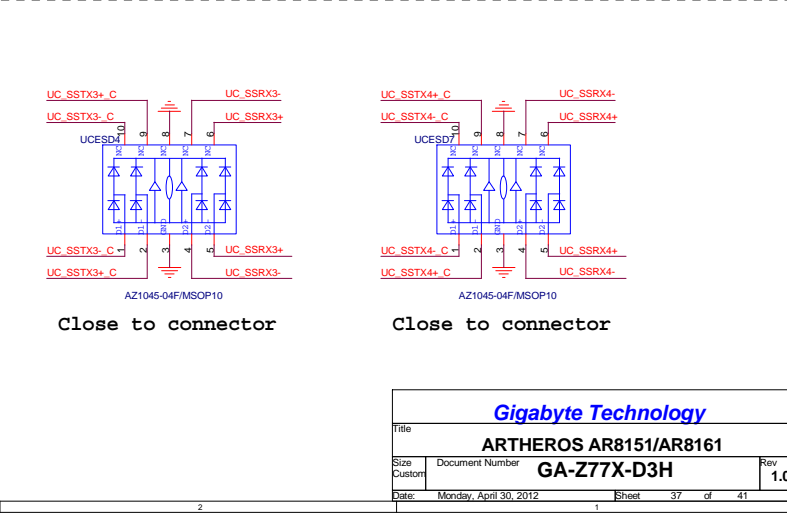 UC_SSTX3+_C UC_SSRX3- UC_SSTX4+_C UC_SSRX4-
UC_SSTX3-_C UC_SSRX3+ UC_SSTX4-_C UC_SSRX4+
10 9 8 7 6 10 9 8 7 6
UCESD4 UCESD7
NC NC NC NC NC NC
D1+ D1- GND D2+ D2- D1+ D1- GND D2+ D2-
1 2 3 4 5 1 2 3 4 5
UC_SSTX3-_C UC_SSRX3+ UC_SSTX4-_C UC_SSRX4+
UC_SSTX3+_C UC_SSRX3- UC_SSTX4+_C UC_SSRX4-
AZ1045-04F/MSOP10 AZ1045-04F/MSOP10
Close to connector Close to connector
Gigabyte Technology
Title
ARTHEROS AR8151/AR8161
Size Document Number Rev
Custom GA-Z77X-D3H 1.0
Date: Monday, April 30, 2012 Sheet 37 of 41
2 1